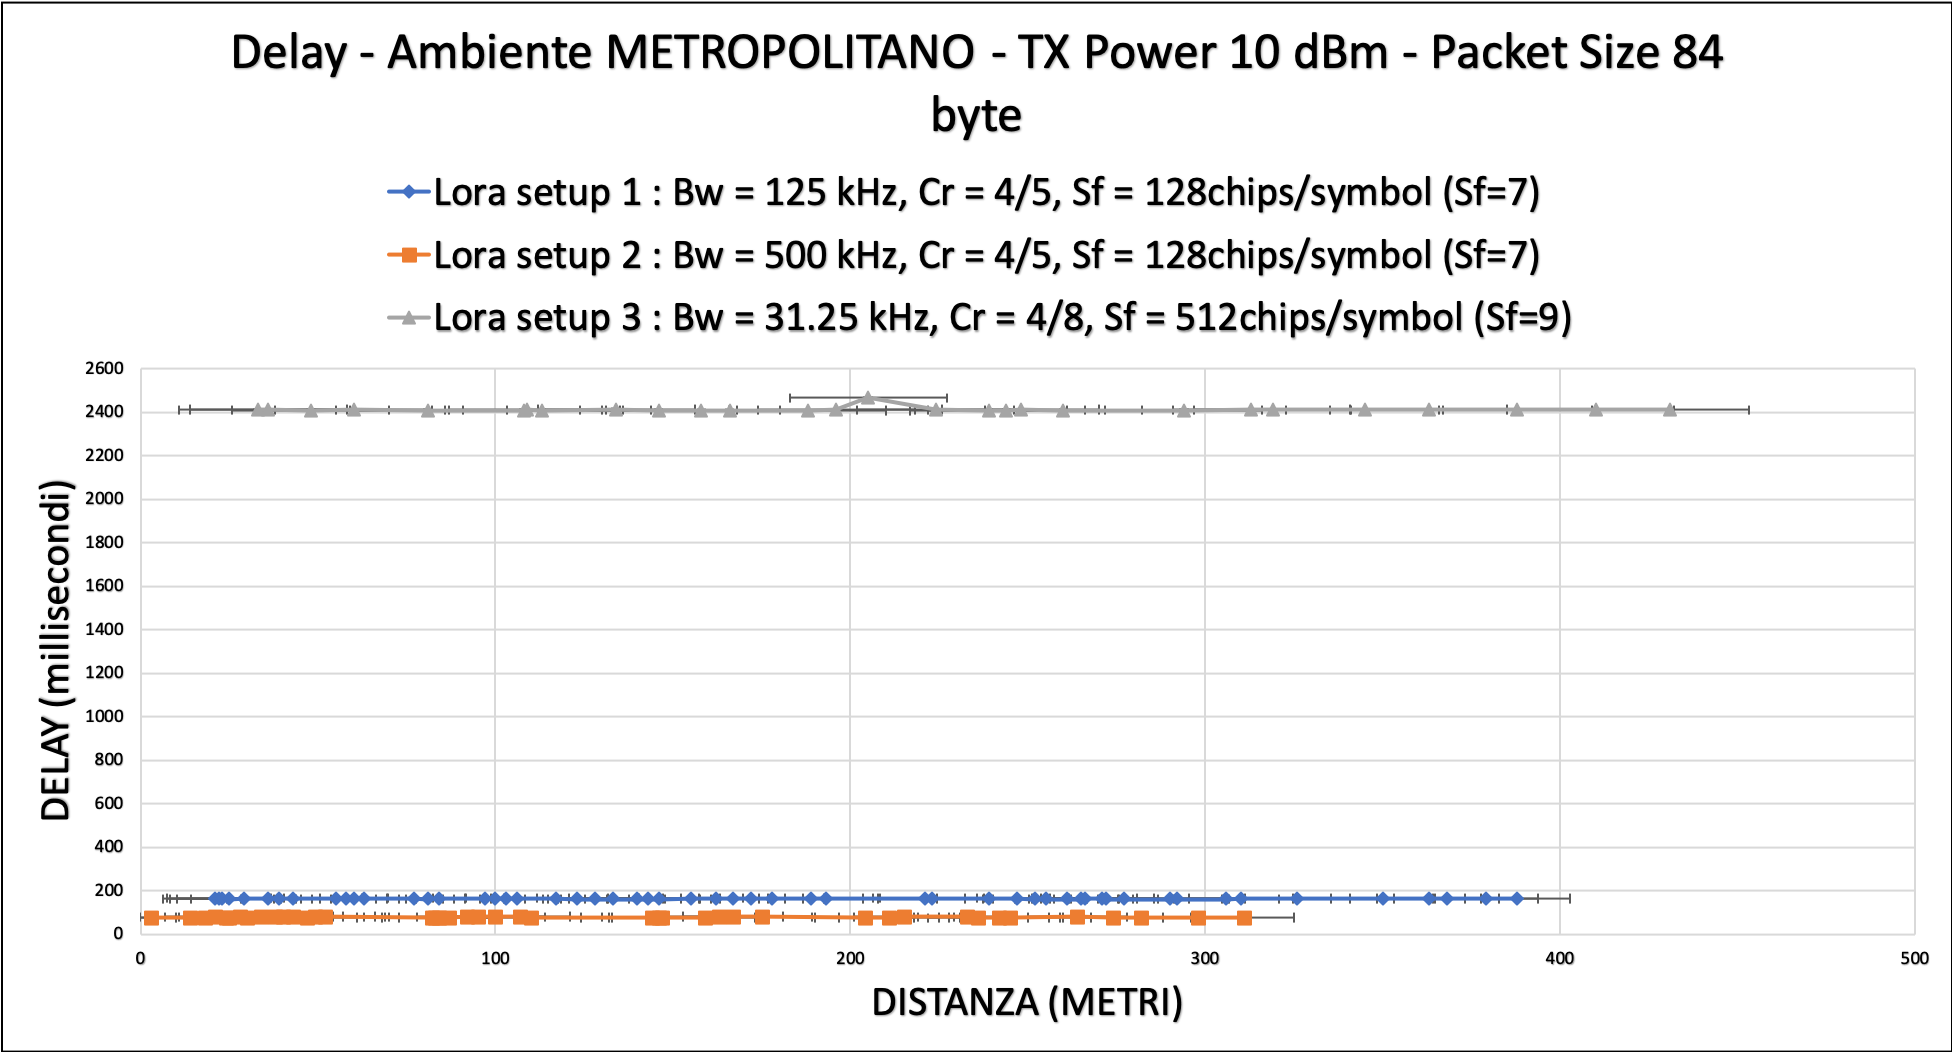 Delay - Ambiente METROPOLITANO - TX Power 10 dBm - Packet Size 84
byte
Lora setup 1 : Bw = 125 kHz, Cr = 4/5, Sf = 128chips/symbol (Sf=7)
Lora setup 2 : Bw = 500 kHz, Cr = 4/5, Sf = 128chips/symbol (Sf=7)
Lora setup 3 : Bw = 31.25 kHz, Cr = 4/8, Sf = 512chips/symbol (Sf=9)
DELAY (millisecondi)
2600
2400
2200
2000
1800
1600
1400
1200
1000
800
600
400
200
0
0 100 200 300 400 500
DISTANZA (METRI)